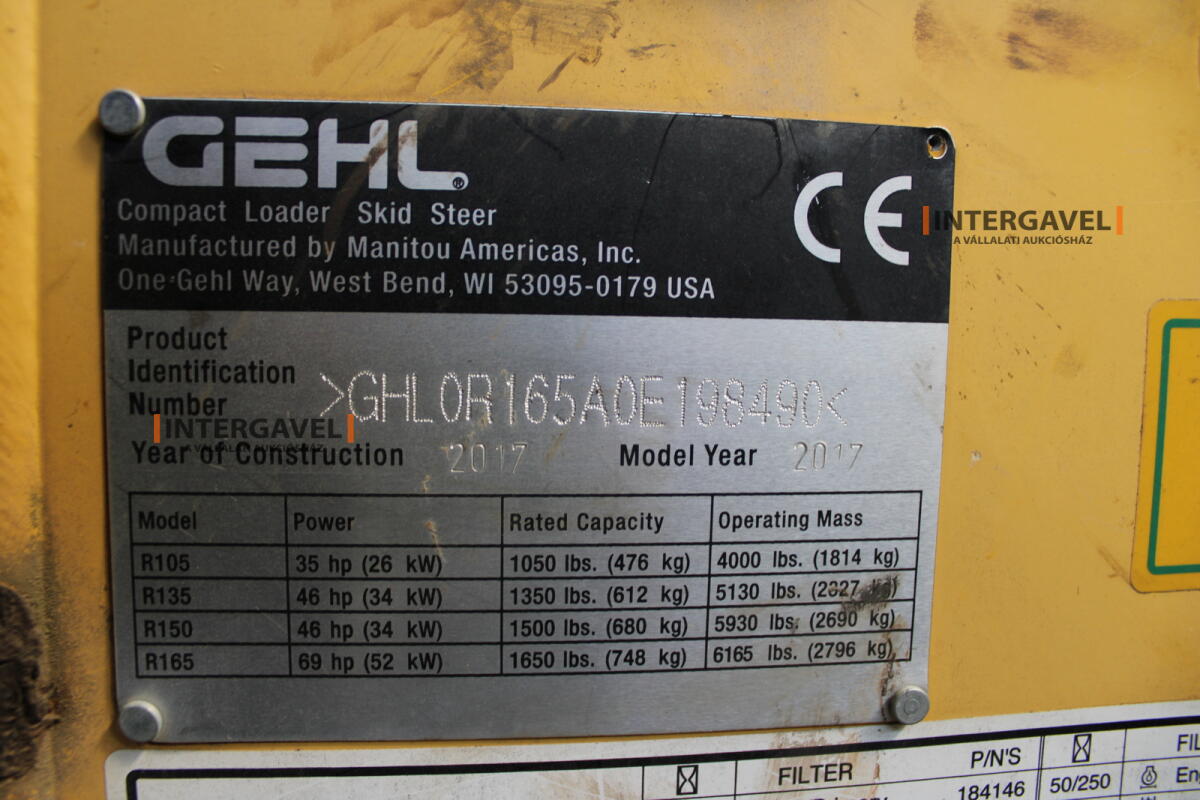 GEHL®
CE
Compact Loader Skid Steer
Manufactured by Manitou Americas, Inc.
One Gehl Way, West Bend, WI 53095-0179 USA
INTERGAVEL
A VÁLLALATI AUKCIÓSHÁZ
Product
Identification
Number >GHL0R165A0E198490<
INTERGAVEL
A VÁLLALATI AUKCIÓSHÁZ
Year of Construction 2017 Model Year 2017
Model Power Rated Capacity Operating Mass
R105 35 hp (26 kW) 1050 lbs. (476 kg) 4000 lbs. (1814 kg)
R135 46 hp (34 kW) 1350 lbs. (612 kg) 5130 lbs. (2327 kg)
R150 46 hp (34 kW) 1500 lbs. (680 kg) 5930 lbs. (2690 kg)
R165 69 hp (52 kW) 1650 lbs. (748 kg) 6165 lbs. (2796 kg)
FILTER P/N'S
184146 50/250